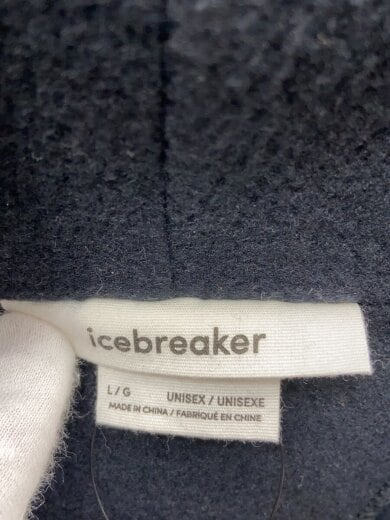 icebreaker
L / G UNISEX / UNISEXE
MADE IN CHINA / FABRIQUÉ EN CHINE